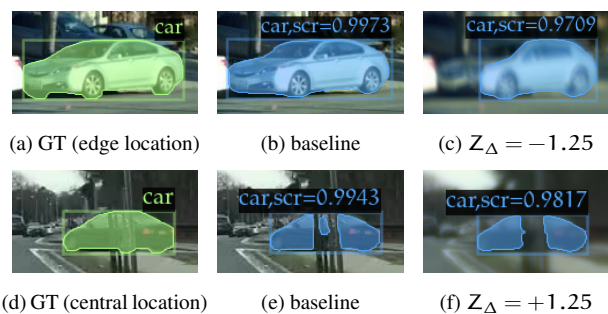 car
car,scr=0.9973
car,scr=0.9709
(a) GT (edge location)
(b) baseline
(c) Z_Δ = −1.25
car
car,scr=0.9943
car,scr=0.9817
(d) GT (central location)
(e) baseline
(f) Z_Δ = +1.25